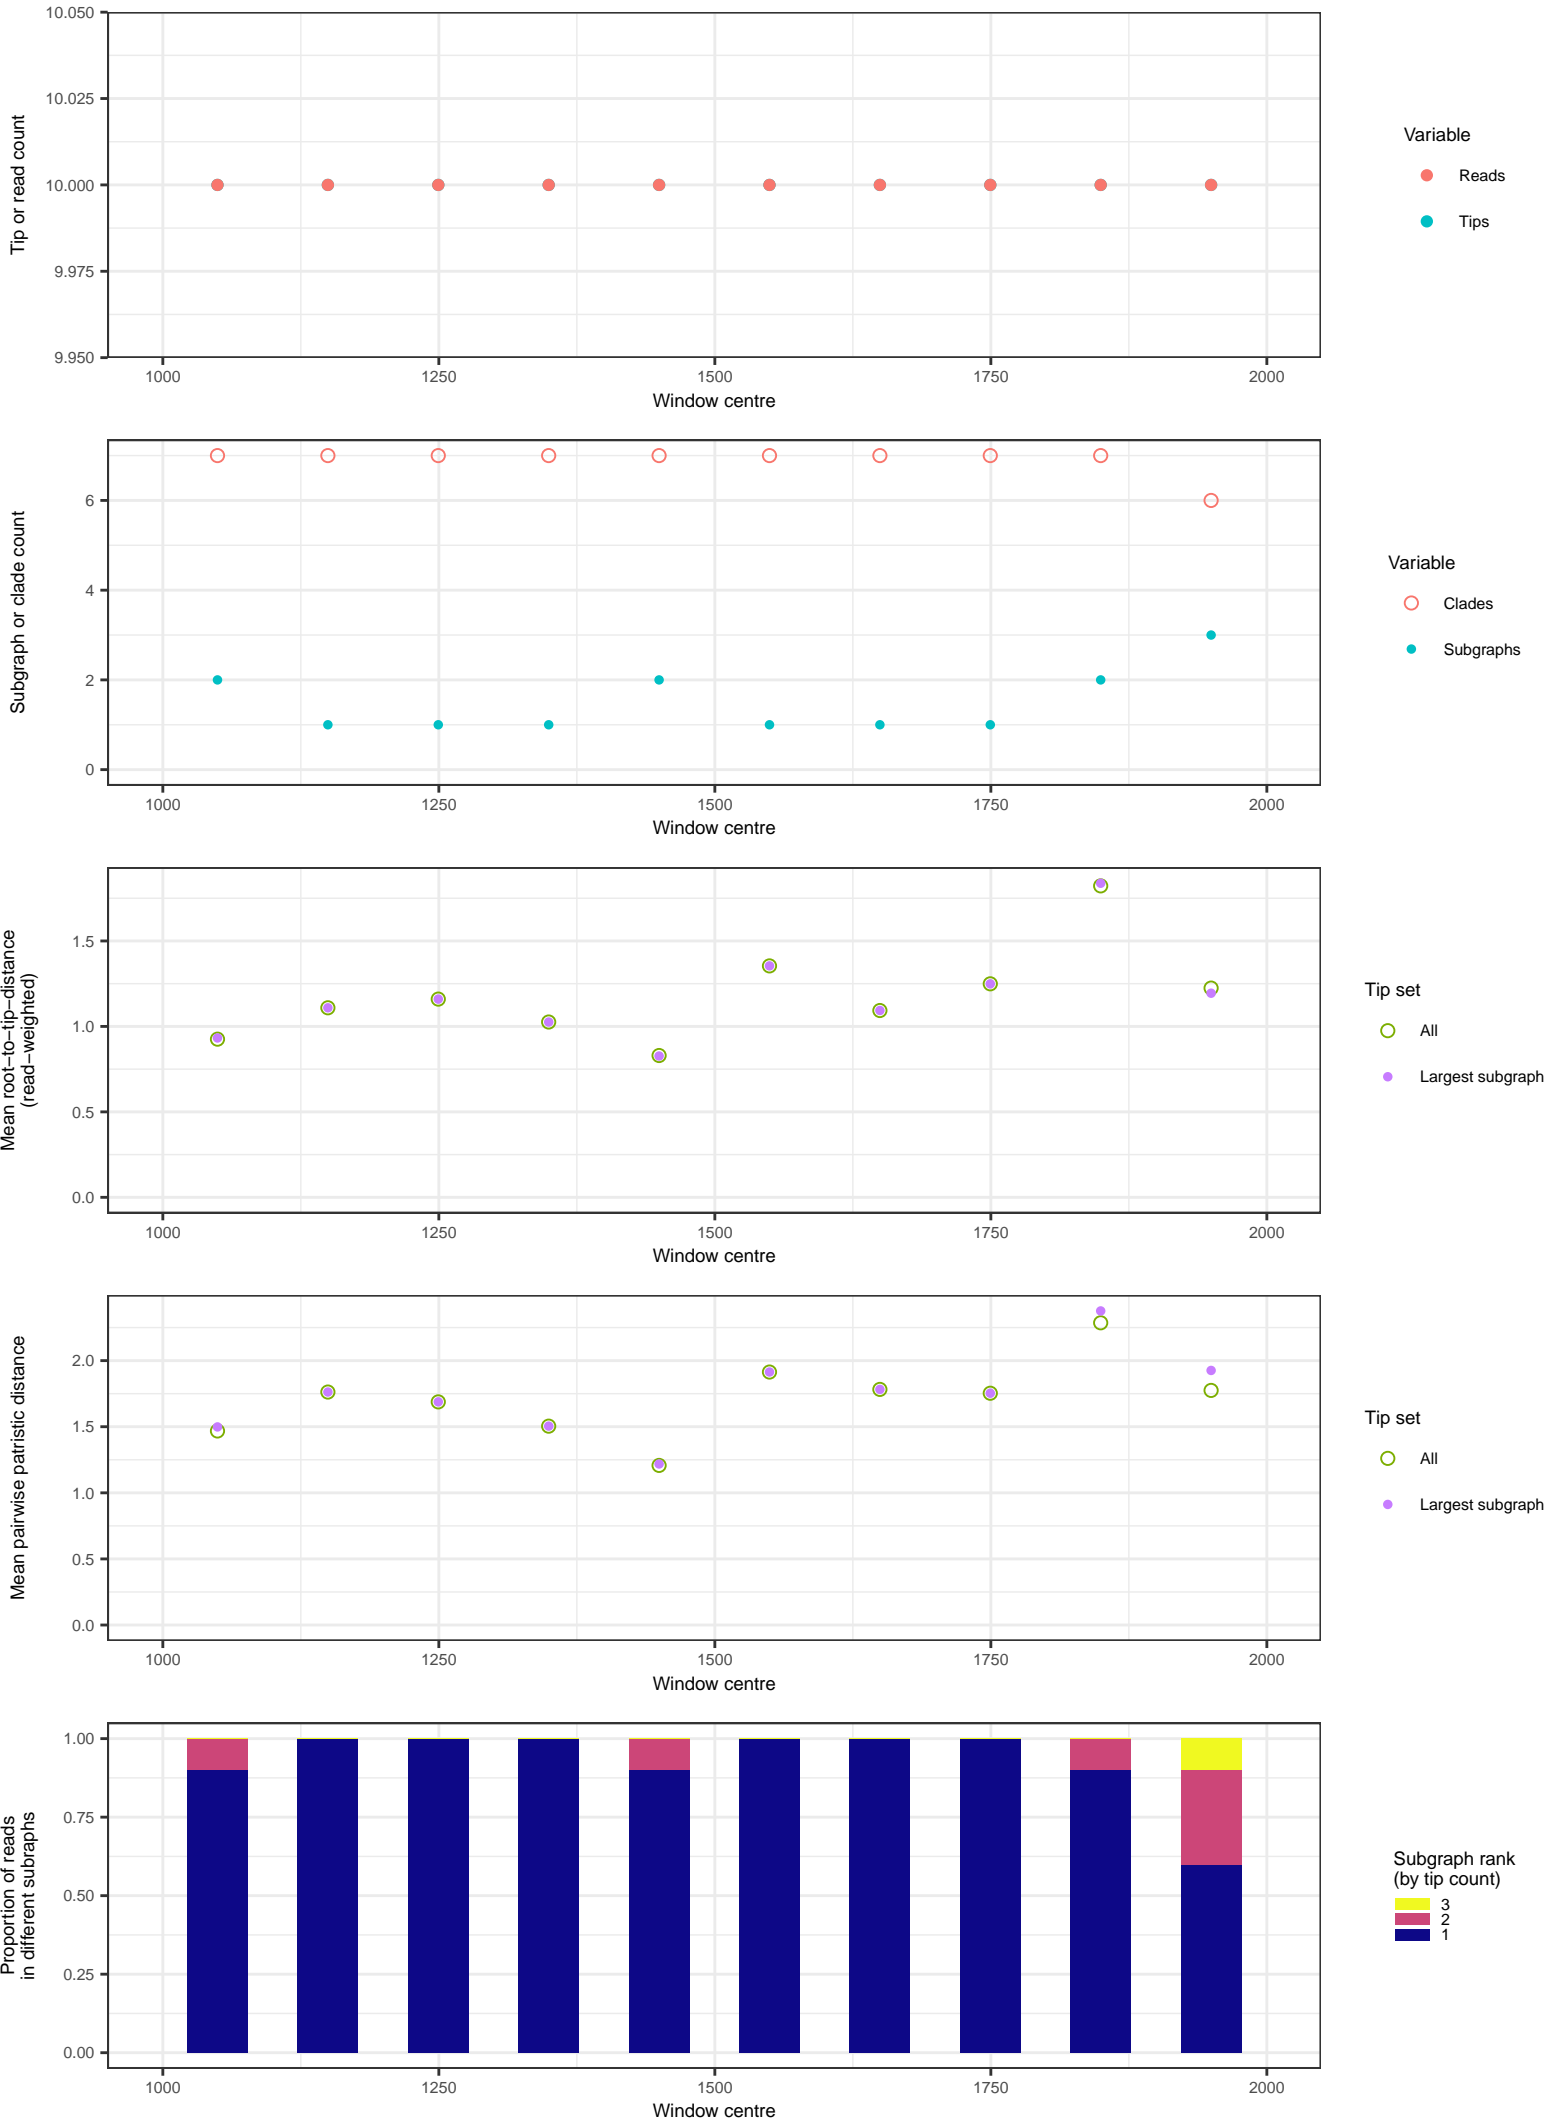 10.050
10.025
10.000
9.975
9.950
Tip or read count
1000 1250 1500 1750 2000
Window centre
Variable
Reads
Tips
6
4
2
0
Subgraph or clade count
1000 1250 1500 1750 2000
Window centre
Variable
Clades
Subgraphs
1.5
1.0
0.5
0.0
Mean root−to−tip−distance
(read−weighted)
1000 1250 1500 1750 2000
Window centre
Tip set
All
Largest subgraph
2.0
1.5
1.0
0.5
0.0
Mean pairwise patristic distance
1000 1250 1500 1750 2000
Window centre
Tip set
All
Largest subgraph
1.00
0.75
0.50
0.25
0.00
Proportion of reads
in different subraphs
1000 1250 1500 1750 2000
Window centre
Subgraph rank
(by tip count)
3
2
1